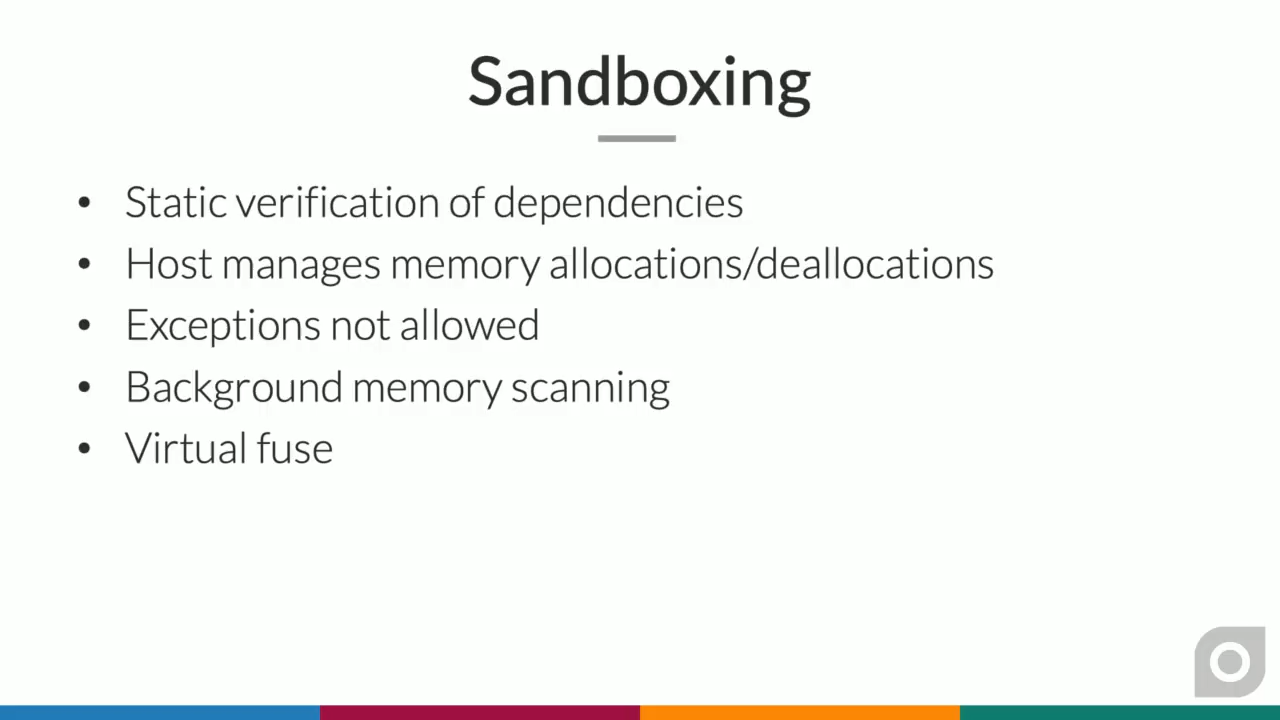 Sandboxing
• Static verification of dependencies
• Host manages memory allocations/deallocations
• Exceptions not allowed
• Background memory scanning
• Virtual fuse